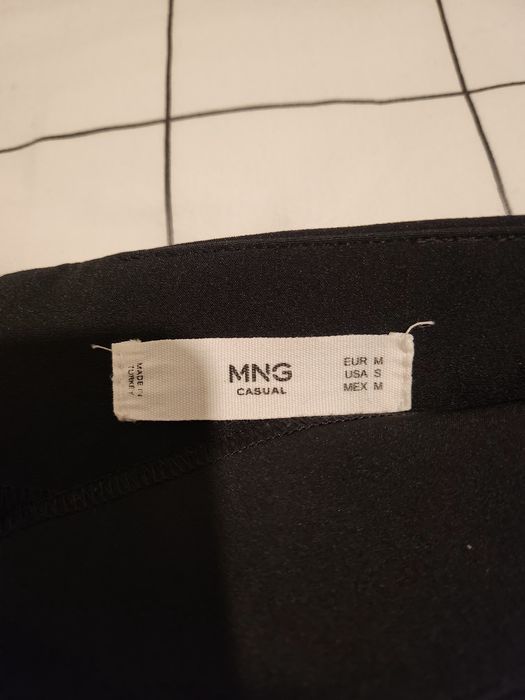 MADE IN
TURKEY
MNG
CASUAL
EUR M
USA S
MEX M